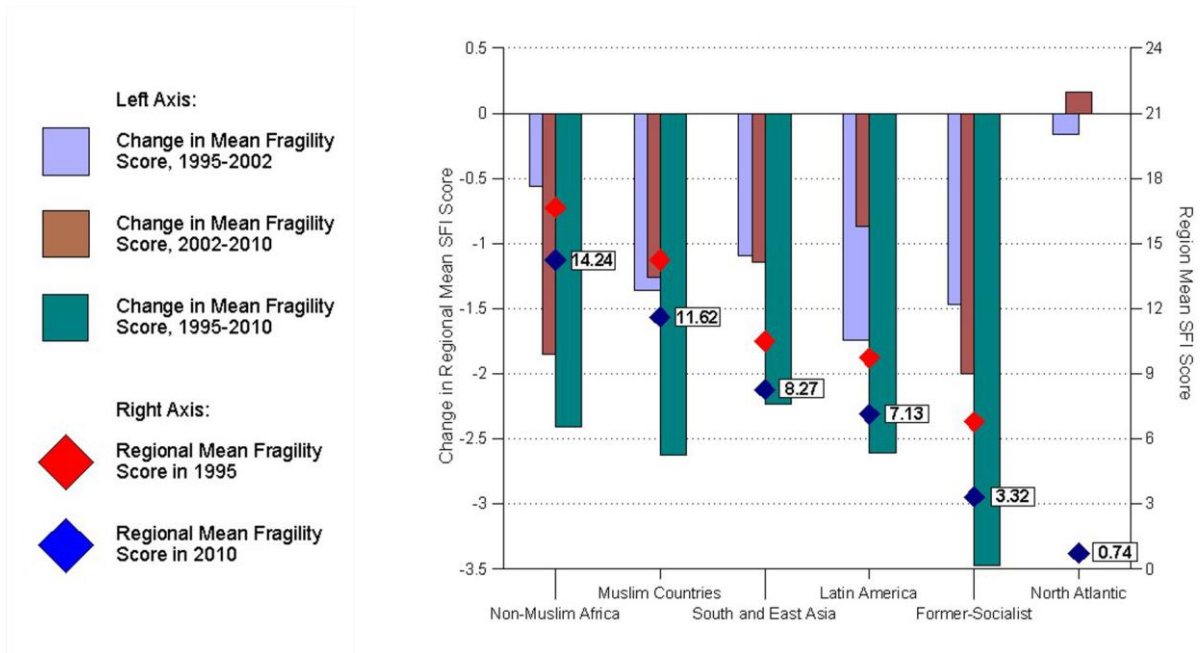 Left Axis:
Change in Mean Fragility
Score, 1995-2002
Change in Mean Fragility
Score, 2002-2010
Change in Mean Fragility
Score, 1995-2010
Right Axis:
Regional Mean Fragility
Score in 1995
Regional Mean Fragility
Score in 2010
Change in Regional Mean SFI Score
0.5
0
-0.5
-1
-1.5
-2
-2.5
-3
-3.5
14.24
11.62
8.27
7.13
3.32
0.74
24
21
18
15
12
9
6
3
0
Region Mean SFI Score
Muslim Countries
Latin America
North Atlantic
Non-Muslim Africa
South and East Asia
Former-Socialist